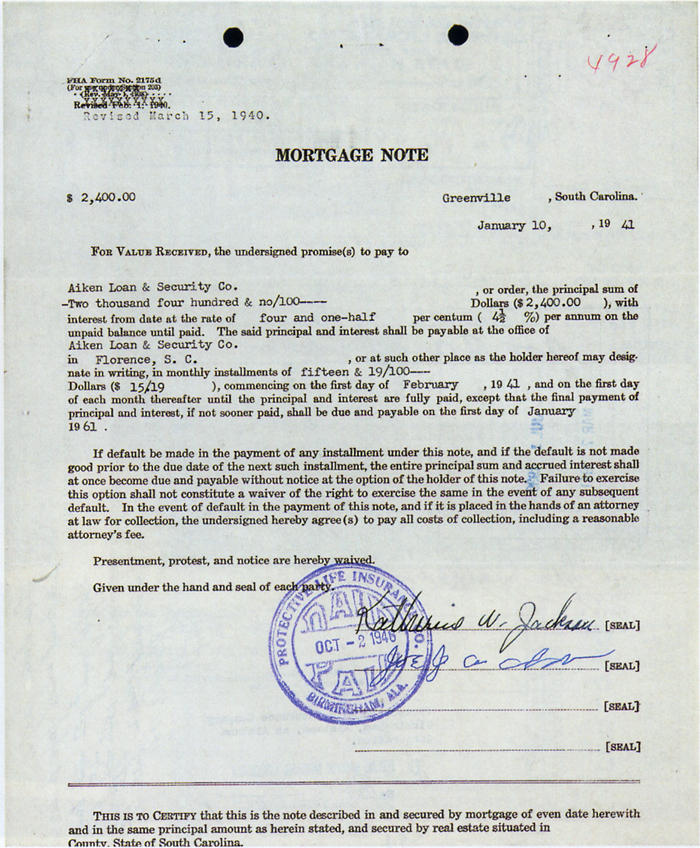 4928
FHA Form No. 2175d
Revised Feb. 1, 1940.
Revised March 15, 1940.
MORTGAGE NOTE
$ 2,400.00 Greenville , South Carolina.
January 10, , 19 41
FOR VALUE RECEIVED, the undersigned promise(s) to pay to
Aiken Loan & Security Co. , or order, the principal sum of
-Two thousand four hundred & no/100---- Dollars ($ 2,400.00 ), with
interest from date at the rate of four and one-half per centum ( 4½ %) per annum on the
unpaid balance until paid. The said principal and interest shall be payable at the office of
Aiken Loan & Security Co.
in Florence, S. C. , or at such other place as the holder hereof may desig-
nate in writing, in monthly installments of fifteen & 19/100----
Dollars ($ 15/19 ), commencing on the first day of February , 19 41 , and on the first day
of each month thereafter until the principal and interest are fully paid, except that the final payment of
principal and interest, if not sooner paid, shall be due and payable on the first day of January
19 61 .
If default be made in the payment of any installment under this note, and if the default is not made
good prior to the due date of the next such installment, the entire principal sum and accrued interest shall
at once become due and payable without notice at the option of the holder of this note. Failure to exercise
this option shall not constitute a waiver of the right to exercise the same in the event of any subsequent
default. In the event of default in the payment of this note, and if it is placed in the hands of an attorney
at law for collection, the undersigned hereby agree(s) to pay all costs of collection, including a reasonable
attorney's fee.
Presentment, protest, and notice are hereby waived.
Given under the hand and seal of each party.
PROTECTIVE LIFE INSURANCE CO.
PAID
OCT - 2 1946
PAID
BIRMINGHAM, ALA.
Jackson [SEAL]
[SEAL]
[SEAL]
[SEAL]
THIS IS TO CERTIFY that this is the note described in and secured by mortgage of even date herewith
and in the same principal amount as herein stated, and secured by real estate situated in
County, State of South Carolina.